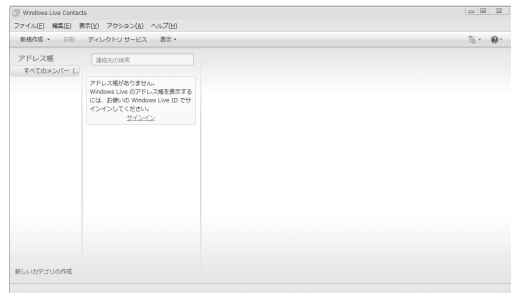 Windows Live Contacts
ファイル(F) 編集(E) 表示(V) アクション(A) ヘルプ(H)
新規作成 印刷 ディレクトリ サービス 表示
アドレス帳
すべてのメンバー (..
連絡先の検索
アドレス帳がありません。
Windows Live のアドレス帳を表示する
には、お使いの Windows Live ID でサ
インインしてください。
サインイン
新しいカテゴリの作成